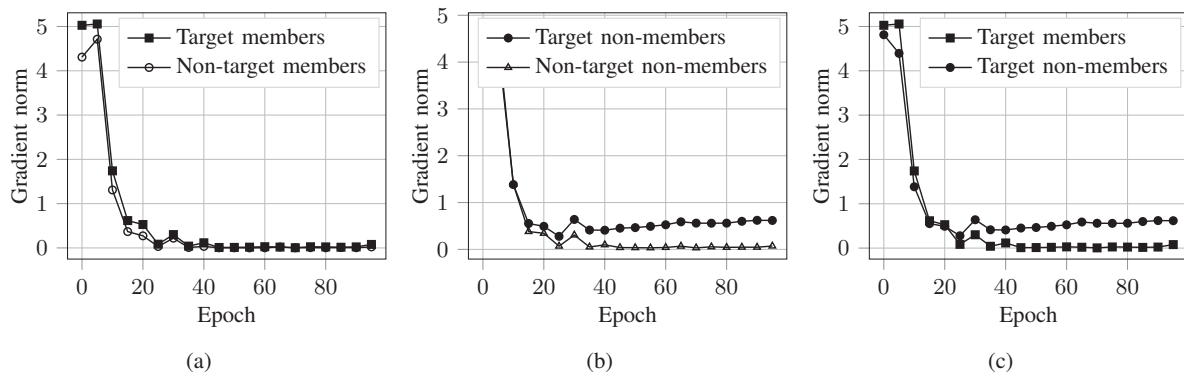 Target members
Non-target members
5
4
3
2
1
0
Gradient norm
0 20 40 60 80
Epoch
(a)
Target non-members
Non-target non-members
5
4
3
2
1
0
Gradient norm
0 20 40 60 80
Epoch
(b)
Target members
Target non-members
5
4
3
2
1
0
Gradient norm
0 20 40 60 80
Epoch
(c)